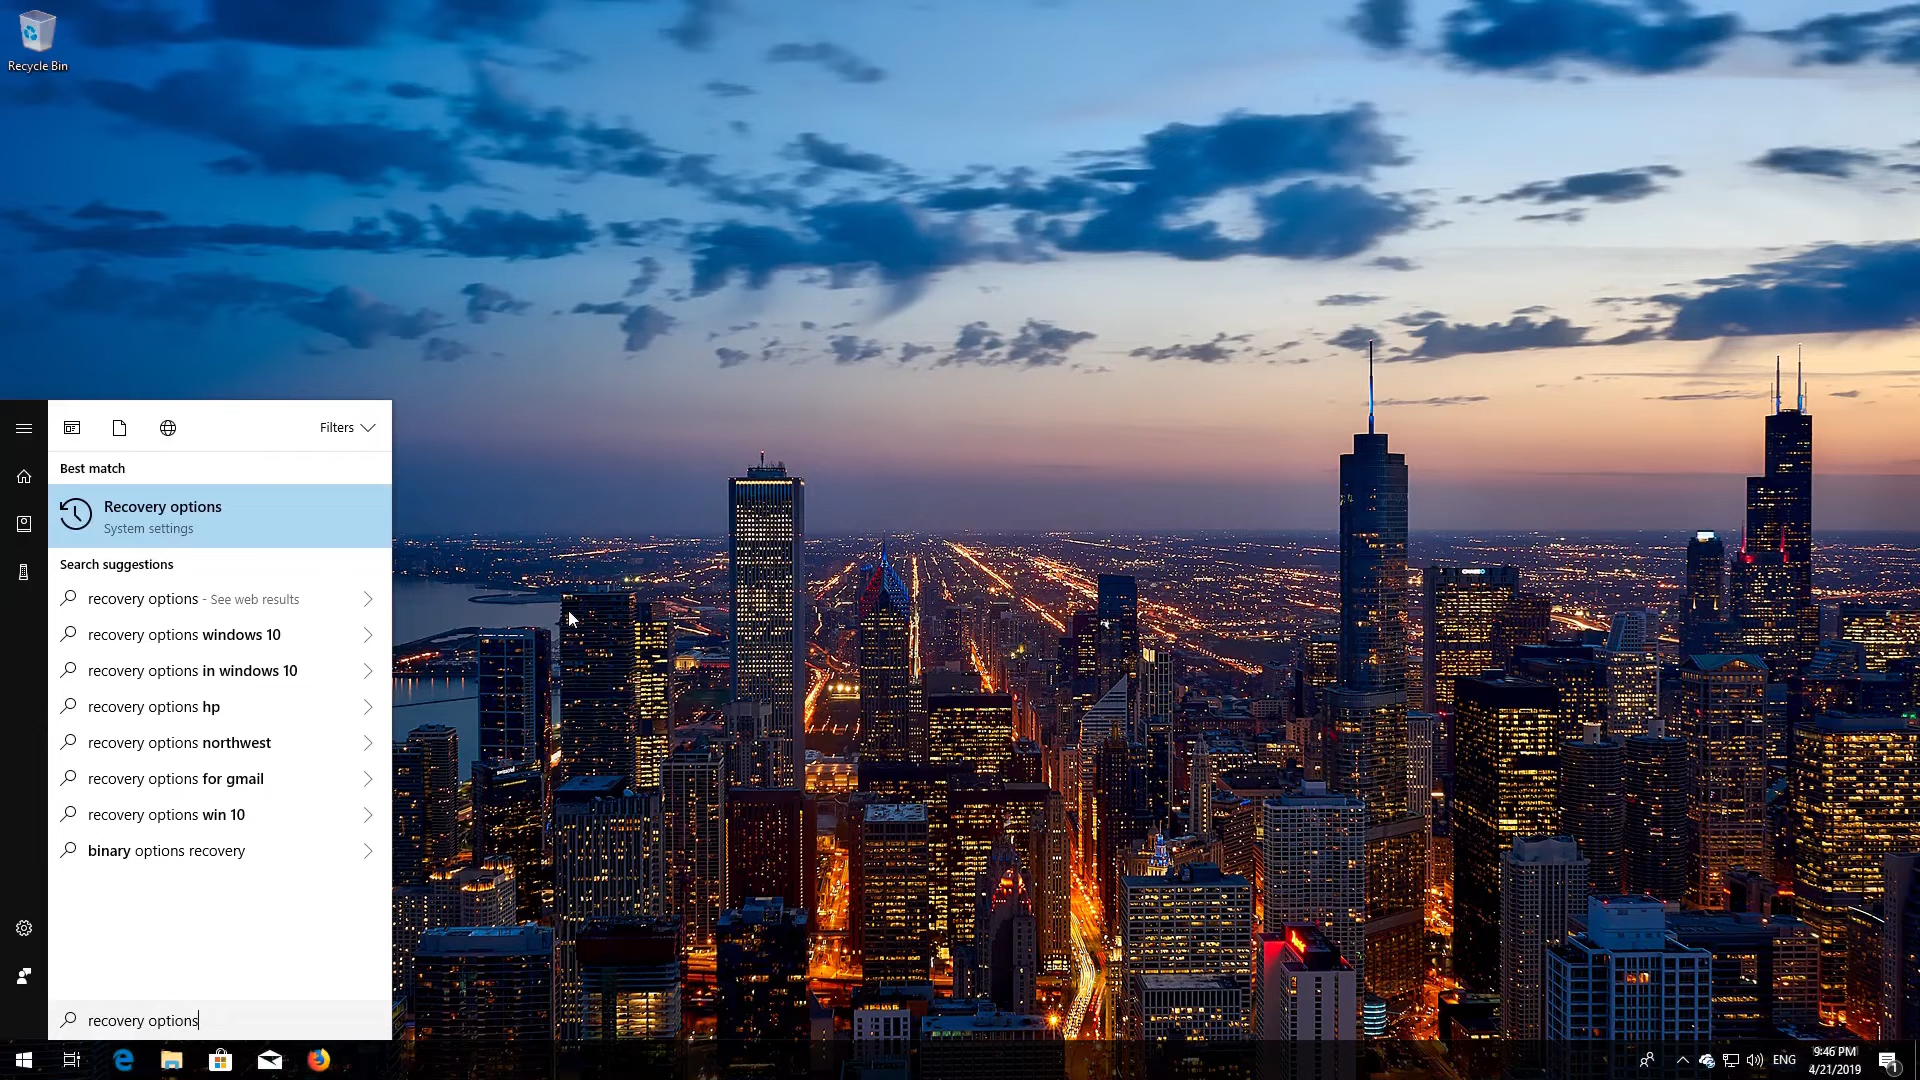 Recycle Bin
Filters
Best match
Recovery options
System settings
Search suggestions
recovery options - See web results
recovery options windows 10
recovery options in windows 10
recovery options hp
recovery options northwest
recovery options for gmail
recovery options win 10
binary options recovery
recovery options
ENG
9:46 PM
4/21/2019
1